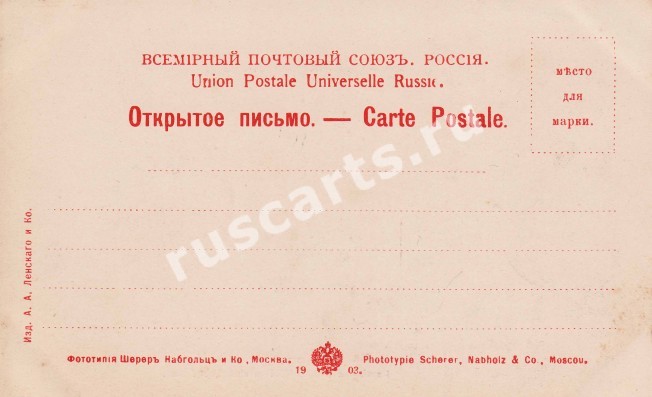 ВСЕМІРНЫЙ ПОЧТОВЫЙ СОЮЗЪ. РОССІЯ.
Union Postale Universelle Russie.
Открытое письмо. — Carte Postale.
мѣсто
для
марки.
Изд. А. А. Ленскаго и Ко.
Фототипія Шереръ Набгольцъ и Ко, Москва.
Phototypie Scherer, Nabholz & Co, Moscou.
19 03.
ruscarts.ru